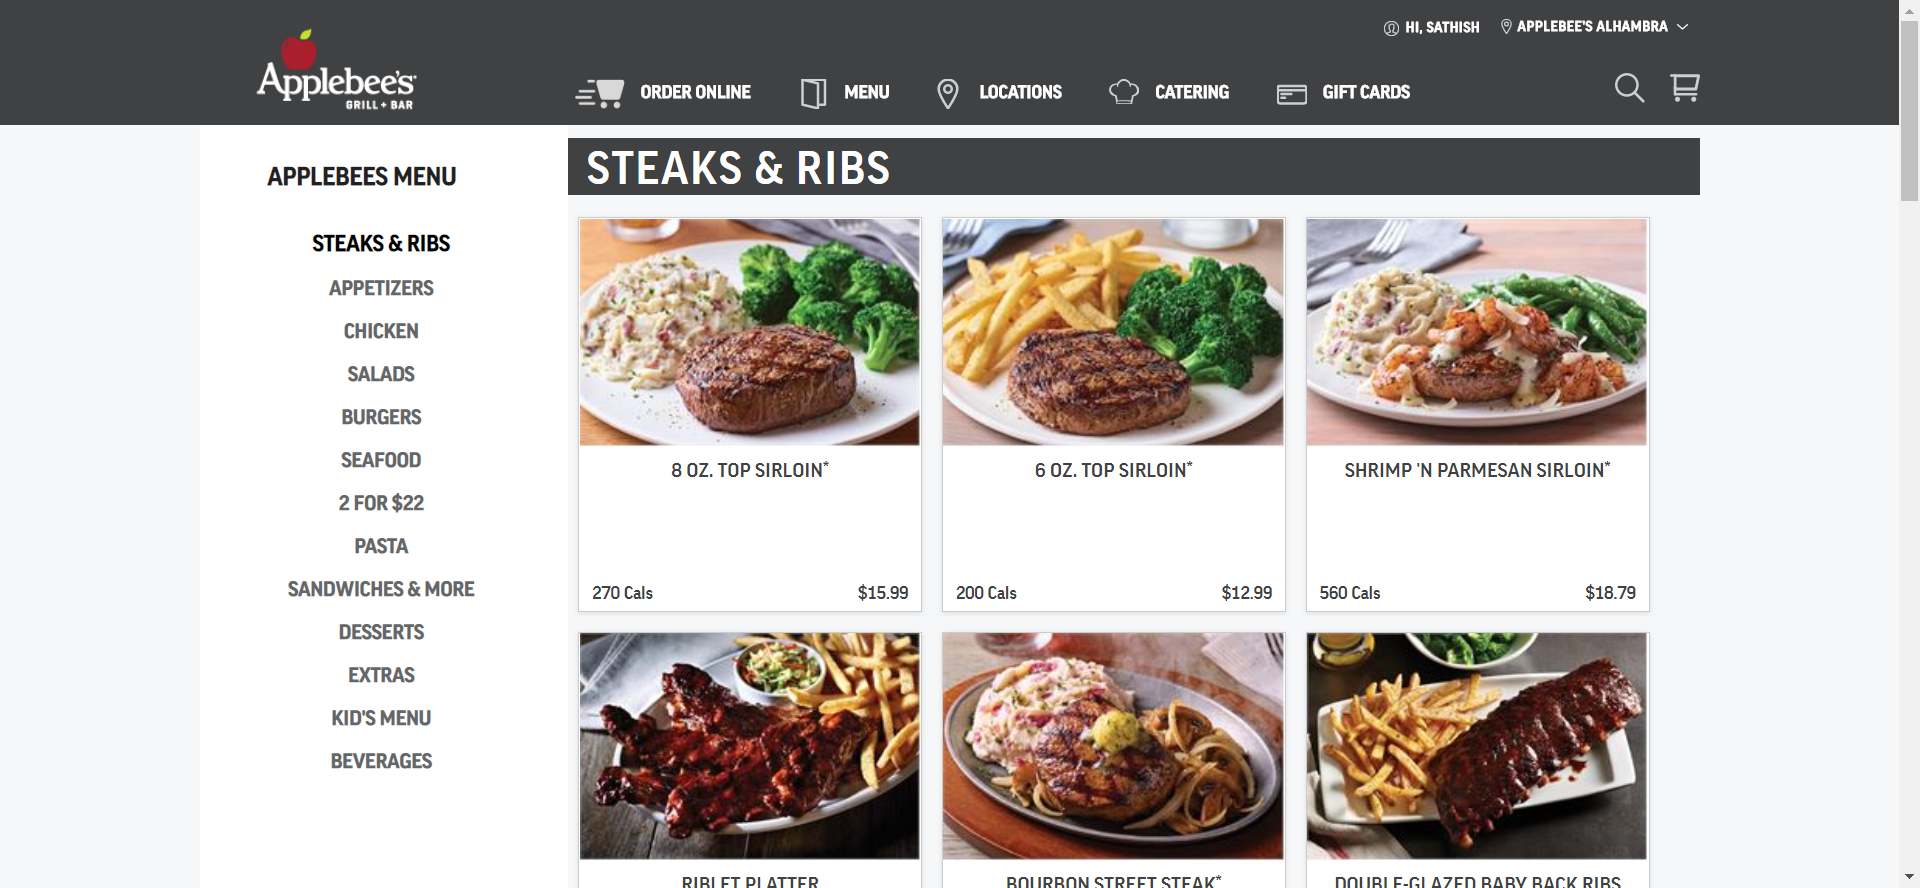 HI, SATHISH
APPLEBEE'S ALHAMBRA
Applebee's
GRILL + BAR
ORDER ONLINE
MENU
LOCATIONS
CATERING
GIFT CARDS
APPLEBEES MENU
STEAKS & RIBS
APPETIZERS
CHICKEN
SALADS
BURGERS
SEAFOOD
2 FOR $22
PASTA
SANDWICHES & MORE
DESSERTS
EXTRAS
KID'S MENU
BEVERAGES
STEAKS & RIBS
8 OZ. TOP SIRLOIN*
270 Cals
$15.99
6 OZ. TOP SIRLOIN*
200 Cals
$12.99
SHRIMP 'N PARMESAN SIRLOIN*
560 Cals
$18.79
RIBLET PLATTER
BOURBON STREET STEAK*
DOUBLE-GLAZED BABY BACK RIBS